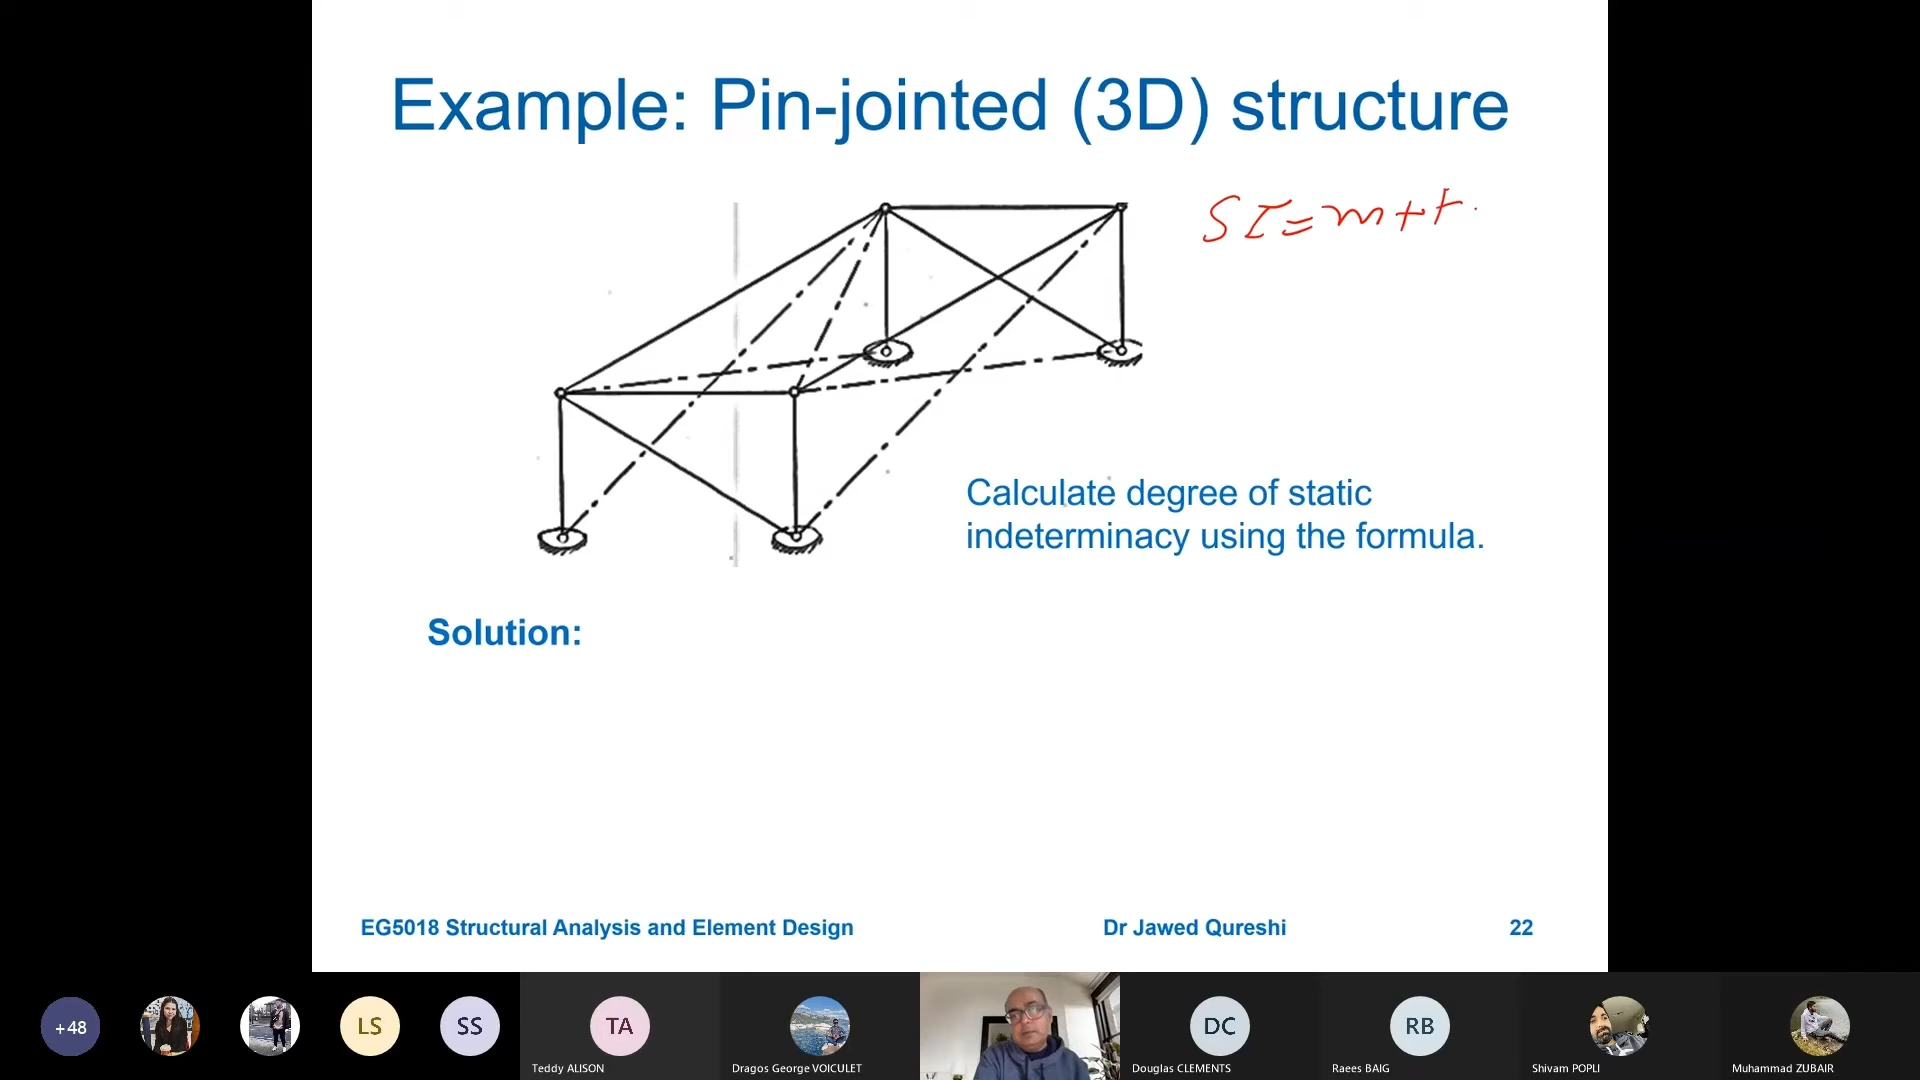 Example: Pin-jointed (3D) structure
SI=m+r.
Calculate degree of static
indeterminacy using the formula.
Solution:
EG5018 Structural Analysis and Element Design
Dr Jawed Qureshi
22
+48
LS
SS
TA
DC
RB
Teddy ALISON
Dragos George VOICULET
Douglas CLEMENTS
Raees BAIG
Shivam POPLI
Muhammad ZUBAIR